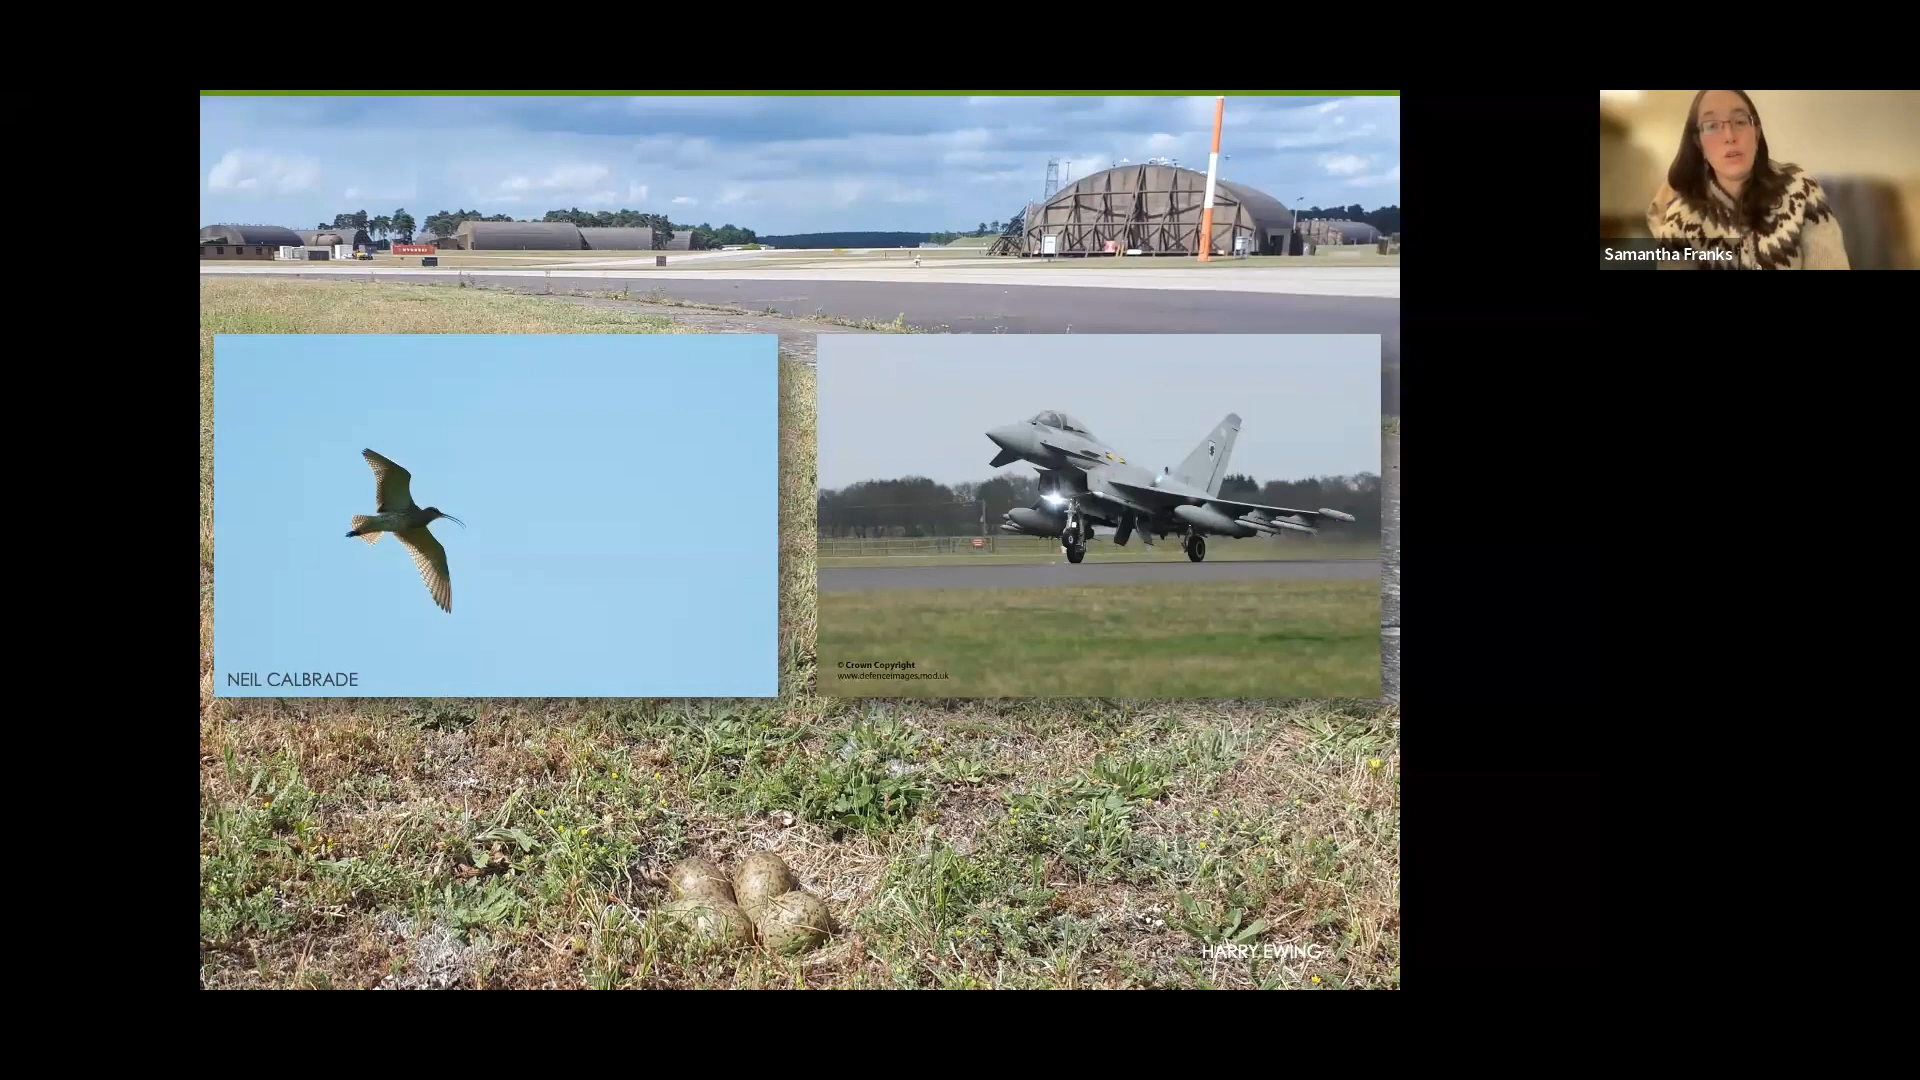 Samantha Franks
NEIL CALBRADE
© Crown Copyright
www.defenceimages.mod.uk
HARRY EWING